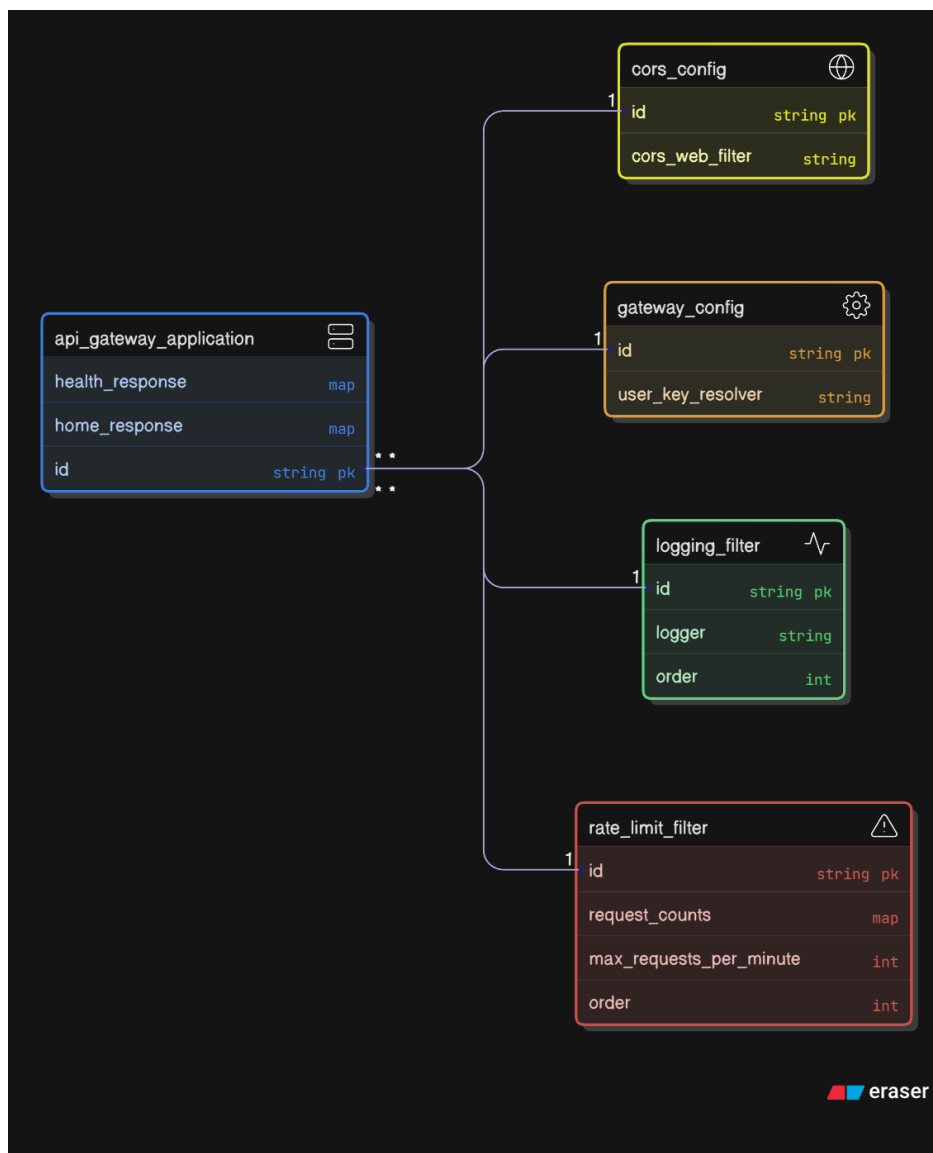 cors_config
1
id string pk
cors_web_filter string
gateway_config
1
id string pk
user_key_resolver string
api_gateway_application
health_response map
home_response map
id string pk
* *
* *
logging_filter
1
id string pk
logger string
order int
rate_limit_filter
1
id string pk
request_counts map
max_requests_per_minute int
order int
eraser